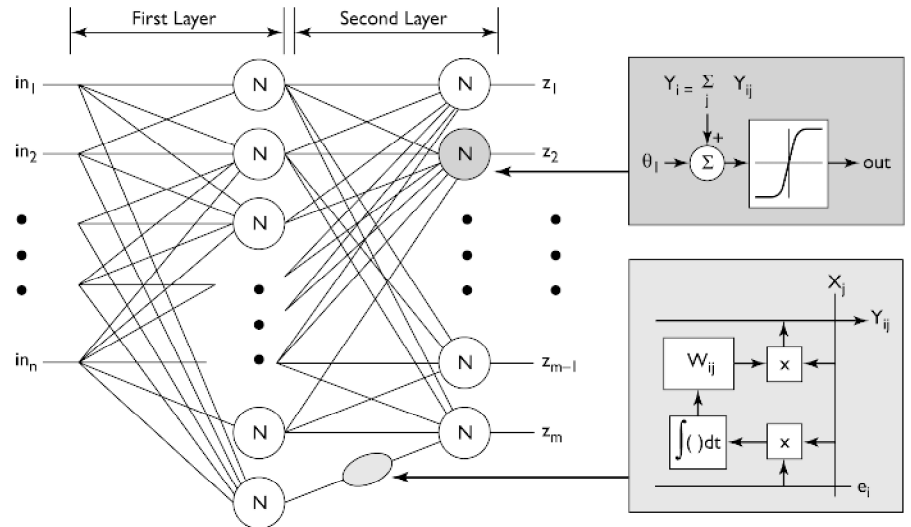 First Layer
Second Layer
in1
in2
inn
N
N
N
N
N
N
N
N
N
z1
z2
zm–1
zm
Yi = Σ j Yij
+
θ1
Σ
out
Xj
Yij
Wij
x
∫( )dt
x
ei